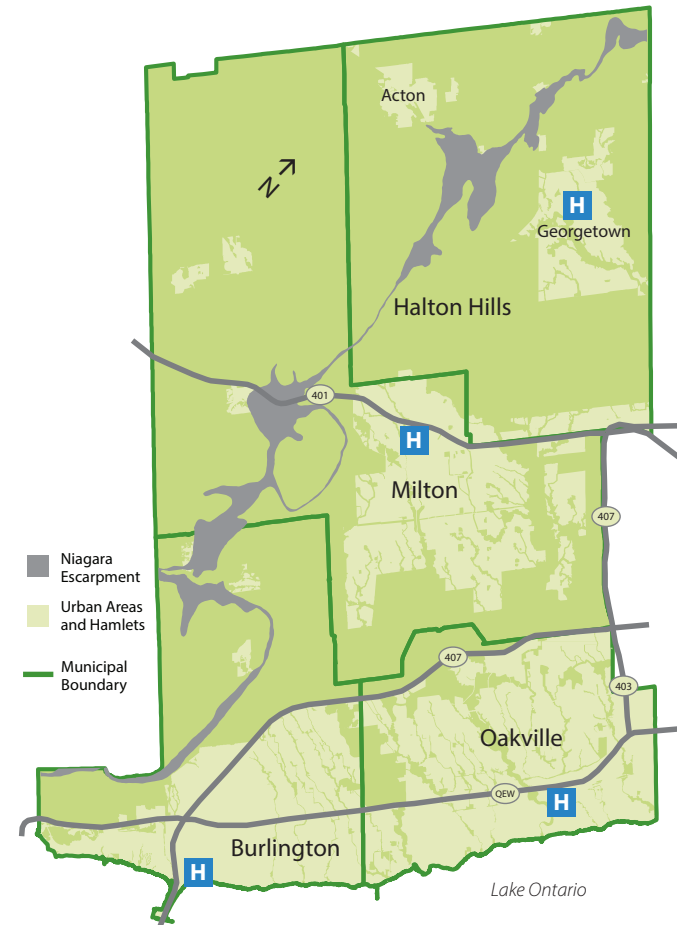 Acton
N
H
Georgetown
Halton Hills
401
H
Milton
407
Niagara
Escarpment
Urban Areas
and Hamlets
Municipal
Boundary
407
403
Oakville
QEW
H
Burlington
H
Lake Ontario